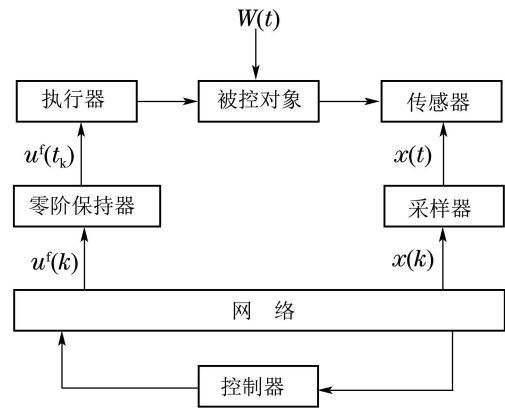 W(t)
执行器
被控对象
传感器
u^f(t_k)
x(t)
零阶保持器
采样器
u^f(k)
x(k)
网 络
控制器